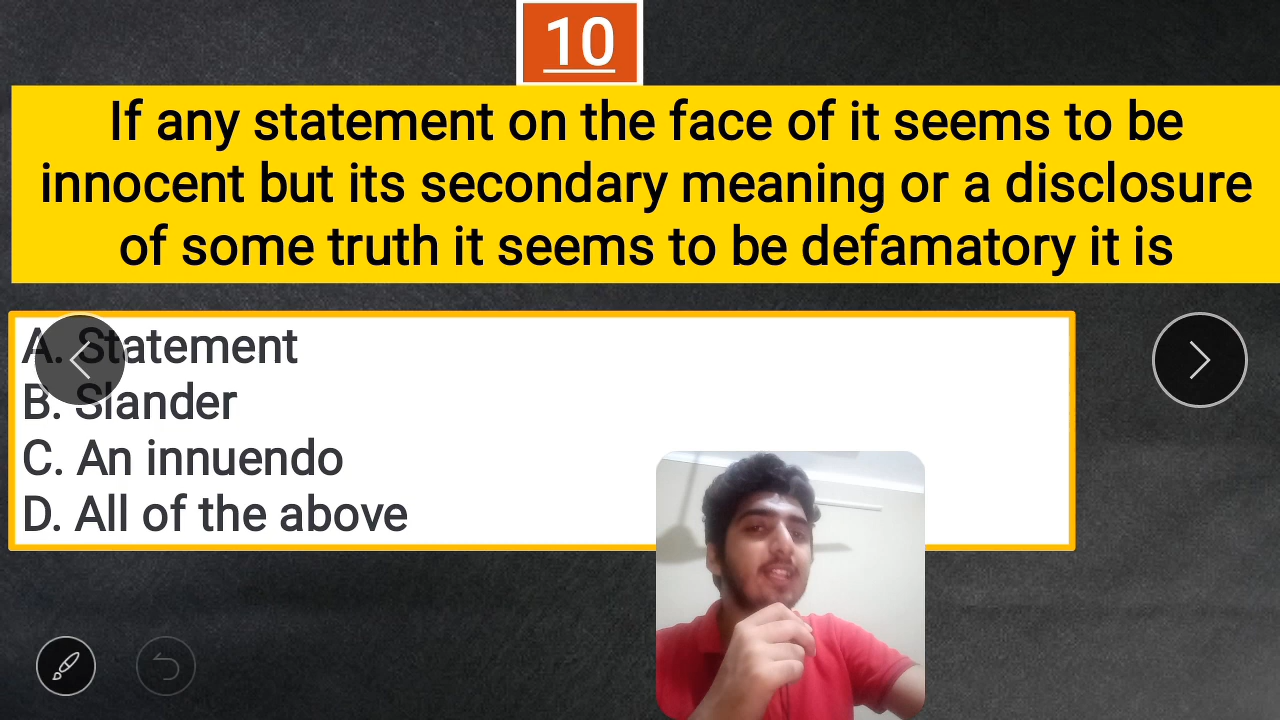 10
If any statement on the face of it seems to be
innocent but its secondary meaning or a disclosure
of some truth it seems to be defamatory it is
A. Statement
B. Slander
C. An innuendo
D. All of the above